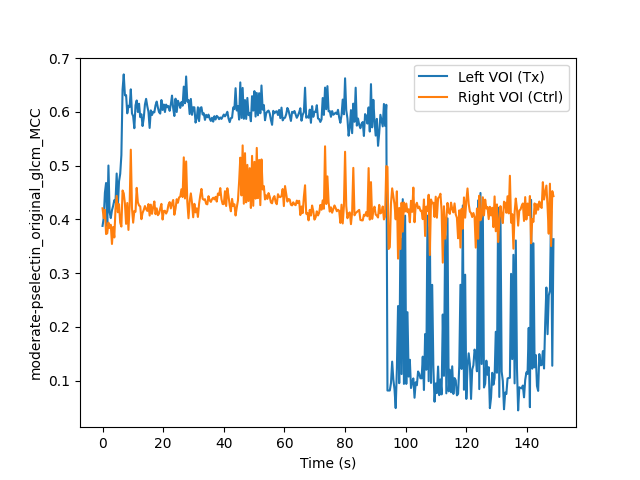 0.7
0.6
0.5
0.4
0.3
0.2
0.1
moderate-pselectin_original_glcm_MCC
Left VOI (Tx)
Right VOI (Ctrl)
0 20 40 60 80 100 120 140
Time (s)